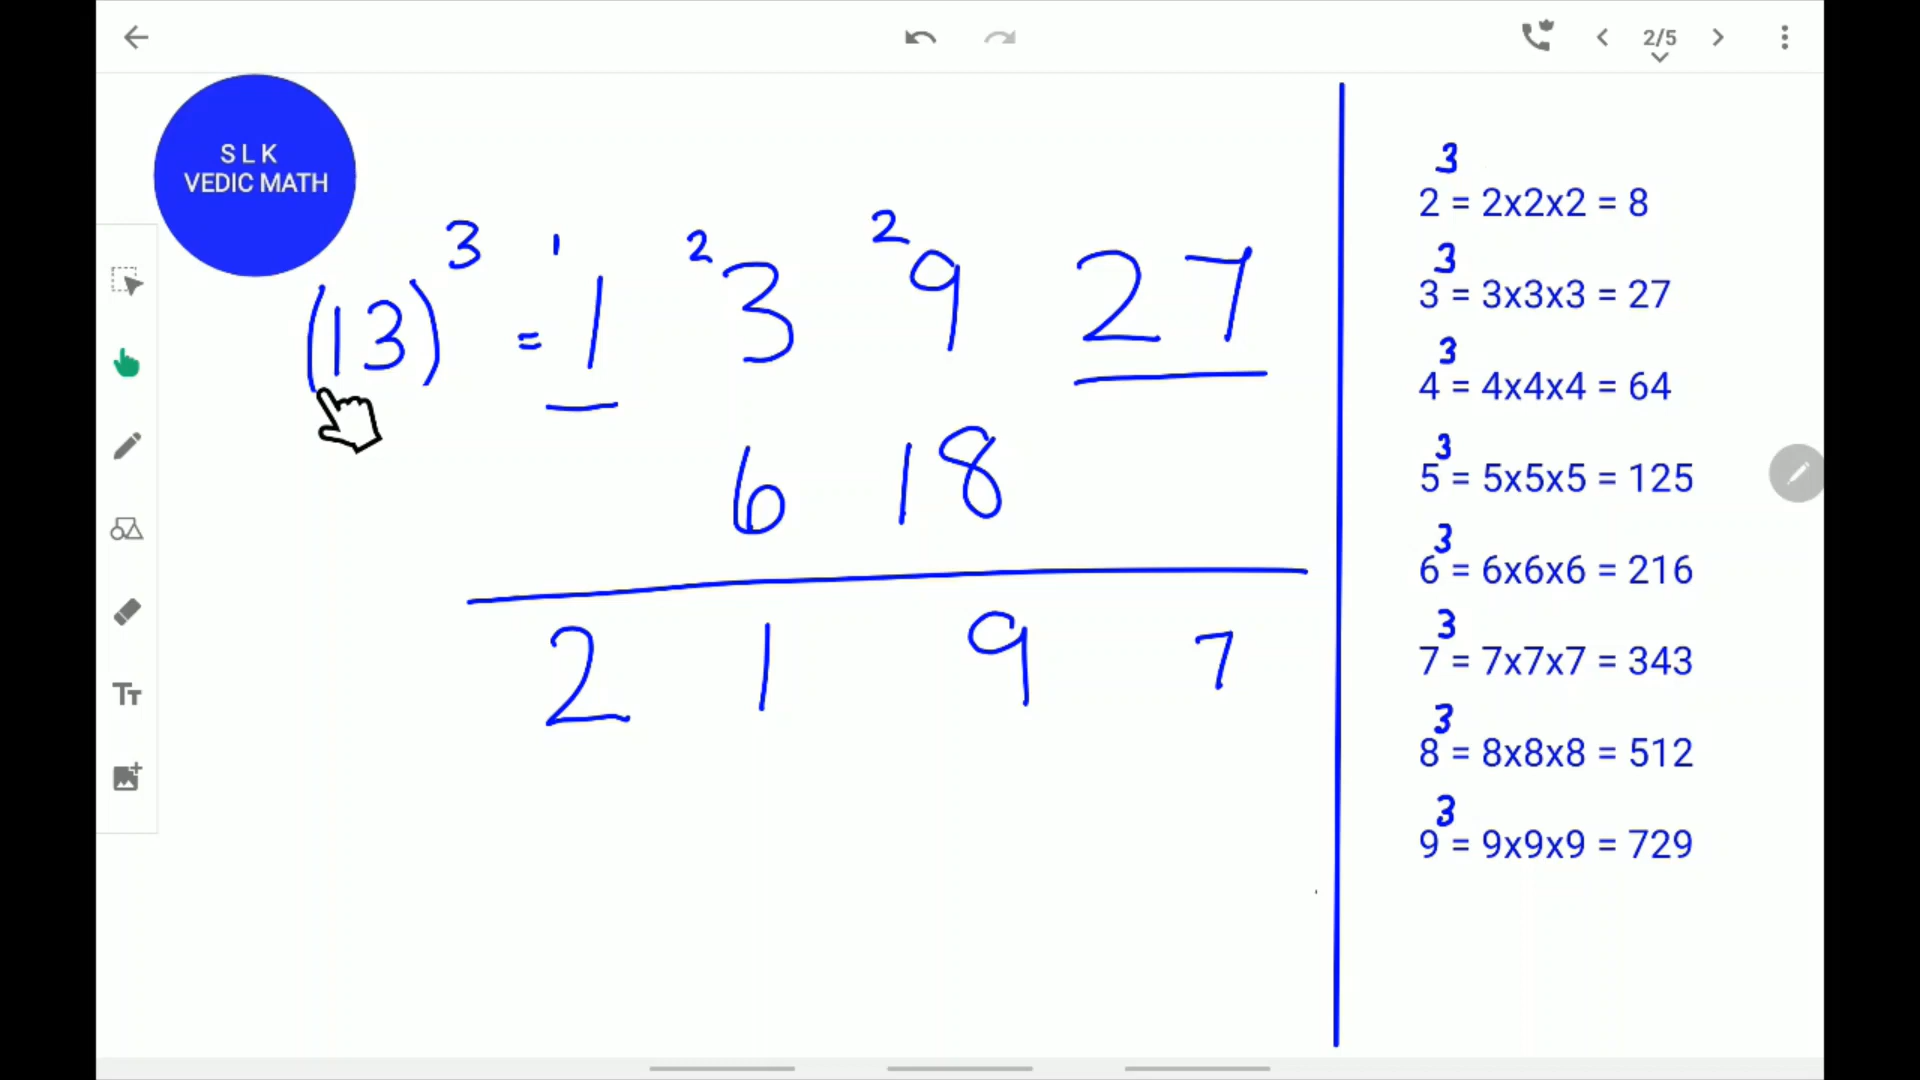 2/5
S L K
VEDIC MATH
(13)³ = ¹1 ²3 ²9 27
6 18
2 1 9 7
2³ = 2x2x2 = 8
3³ = 3x3x3 = 27
4³ = 4x4x4 = 64
5³ = 5x5x5 = 125
6³ = 6x6x6 = 216
7³ = 7x7x7 = 343
8³ = 8x8x8 = 512
9³ = 9x9x9 = 729
Tт